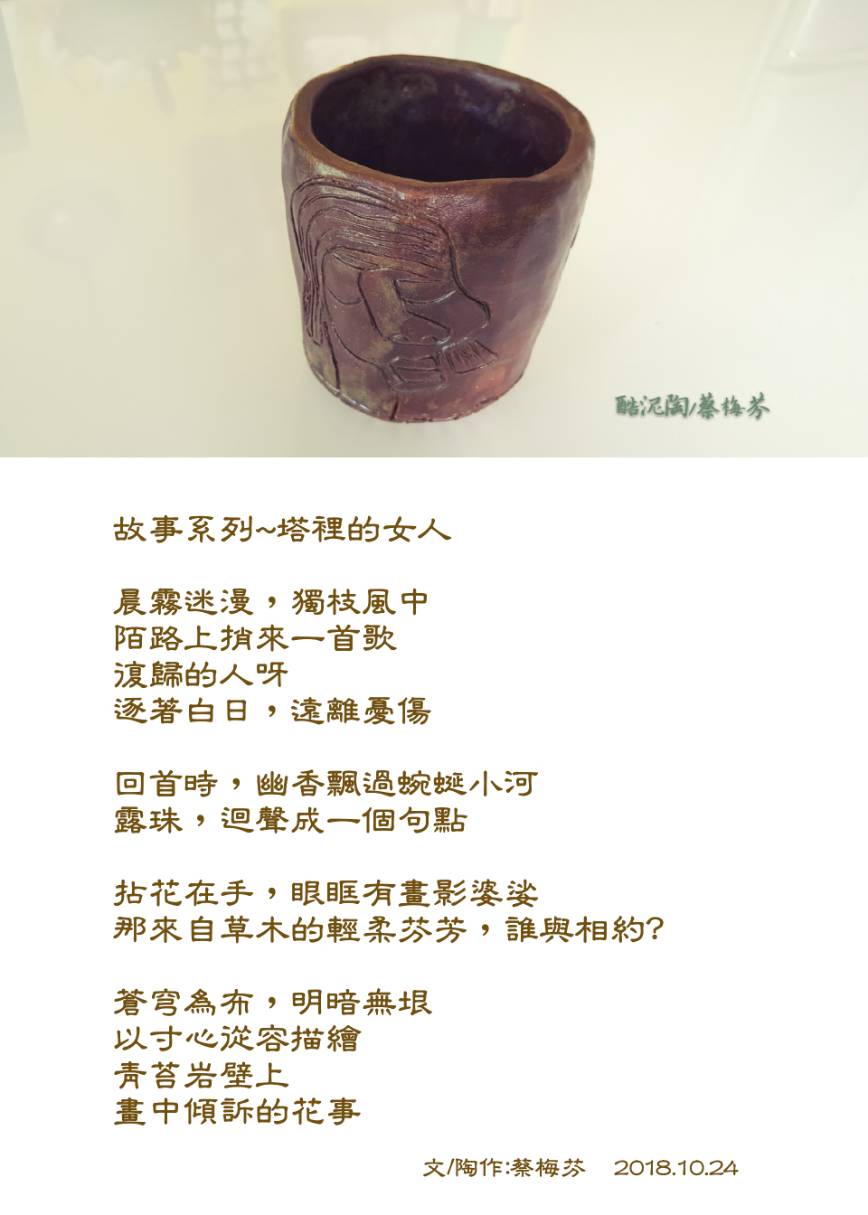 酷泥陶/蔡梅芬
故事系列~塔裡的女人
晨霧迷漫，獨枝風中
陌路上捎來一首歌
復歸的人呀
逐著白日，遠離憂傷
回首時，幽香飄過蜿蜒小河
露珠，迴聲成一個句點
拈花在手，眼眶有畫影婆娑
那來自草木的輕柔芬芳，誰與相約?
蒼穹為布，明暗無垠
以寸心從容描繪
青苔岩壁上
畫中傾訴的花事
文/陶作:蔡梅芬 2018.10.24